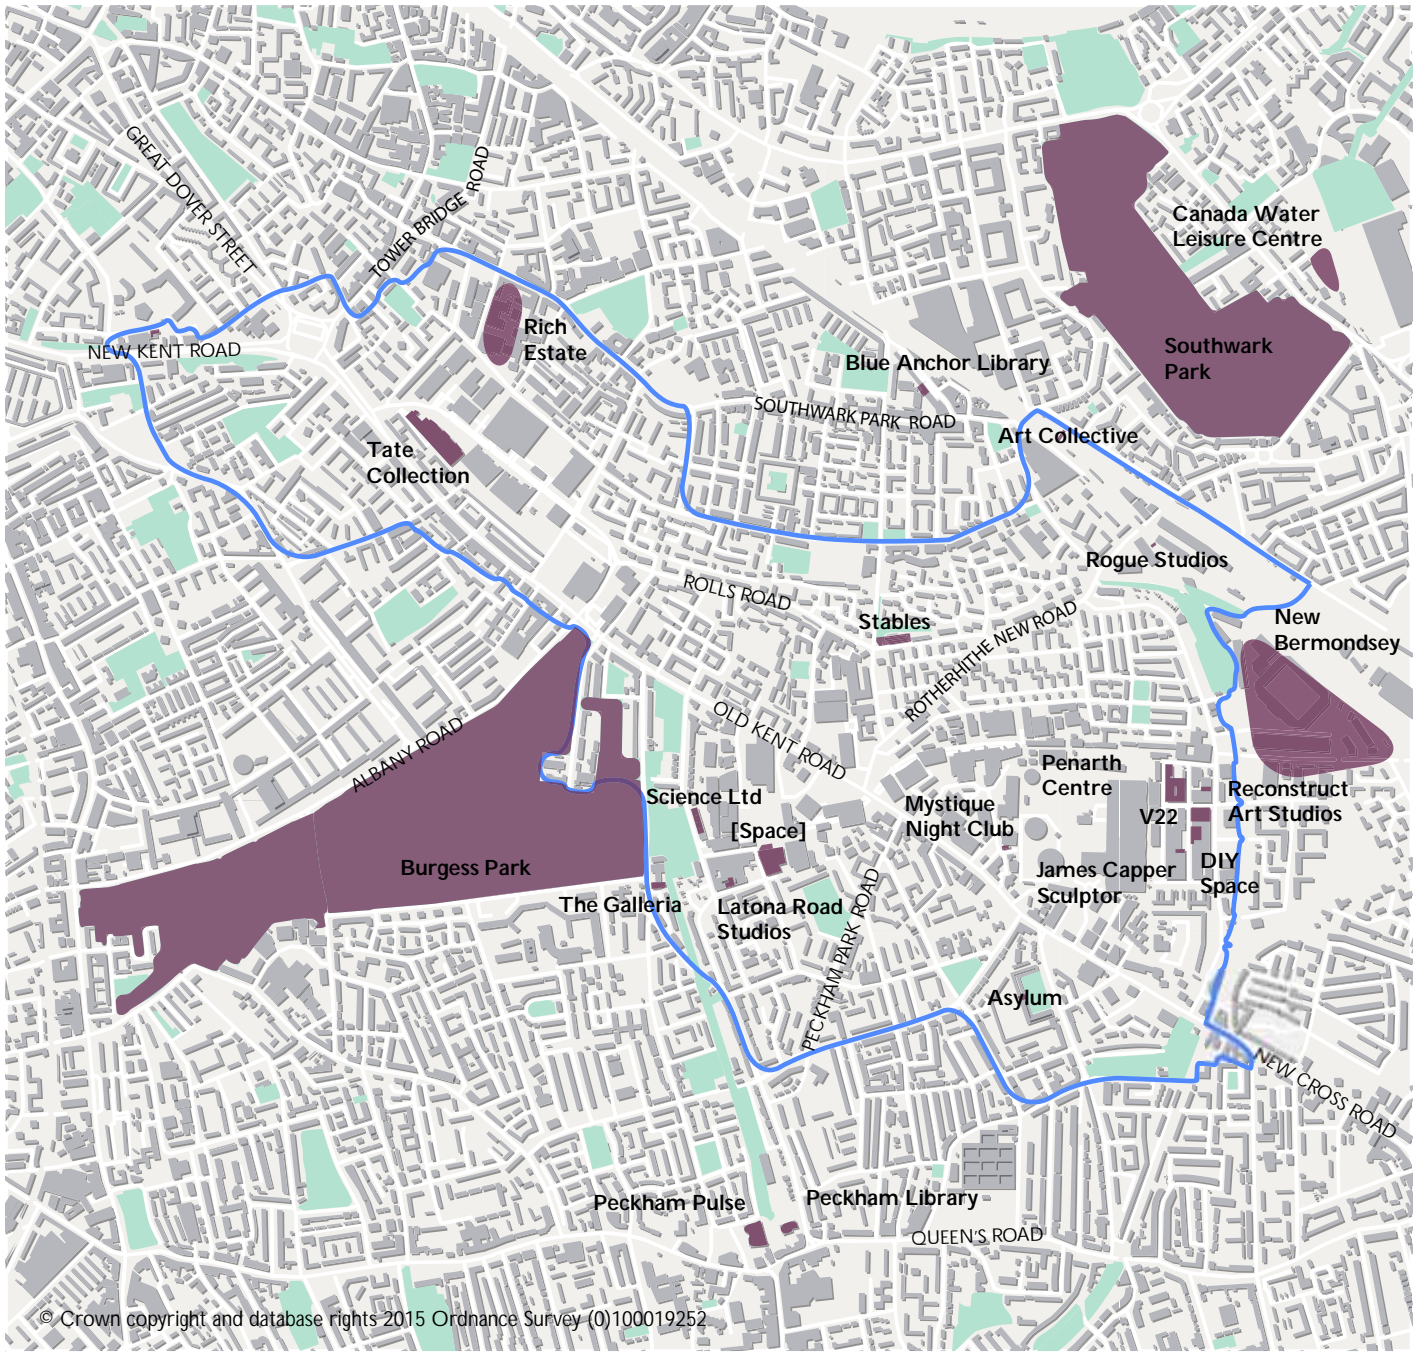 GREAT DOVER STREET
TOWER BRIDGE ROAD
Canada Water
Leisure Centre
NEW KENT ROAD
Rich
Estate
Southwark
Park
Blue Anchor Library
SOUTHWARK PARK ROAD
Art Collective
Tate
Collection
Rogue Studios
ROLLS ROAD
Stables
ROTHERHITHE NEW ROAD
New
Bermondsey
OLD KENT ROAD
ALBANY ROAD
Penarth
Centre
Science Ltd
[Space]
Mystique
Night Club
V22
Reconstruct
Art Studios
Burgess Park
James Capper
Sculptor
DIY
Space
The Galleria
Latona Road
Studios
PECKHAM PARK ROAD
Asylum
NEW CROSS ROAD
Peckham Pulse
Peckham Library
QUEEN'S ROAD
© Crown copyright and database rights 2015 Ordnance Survey (0)100019252